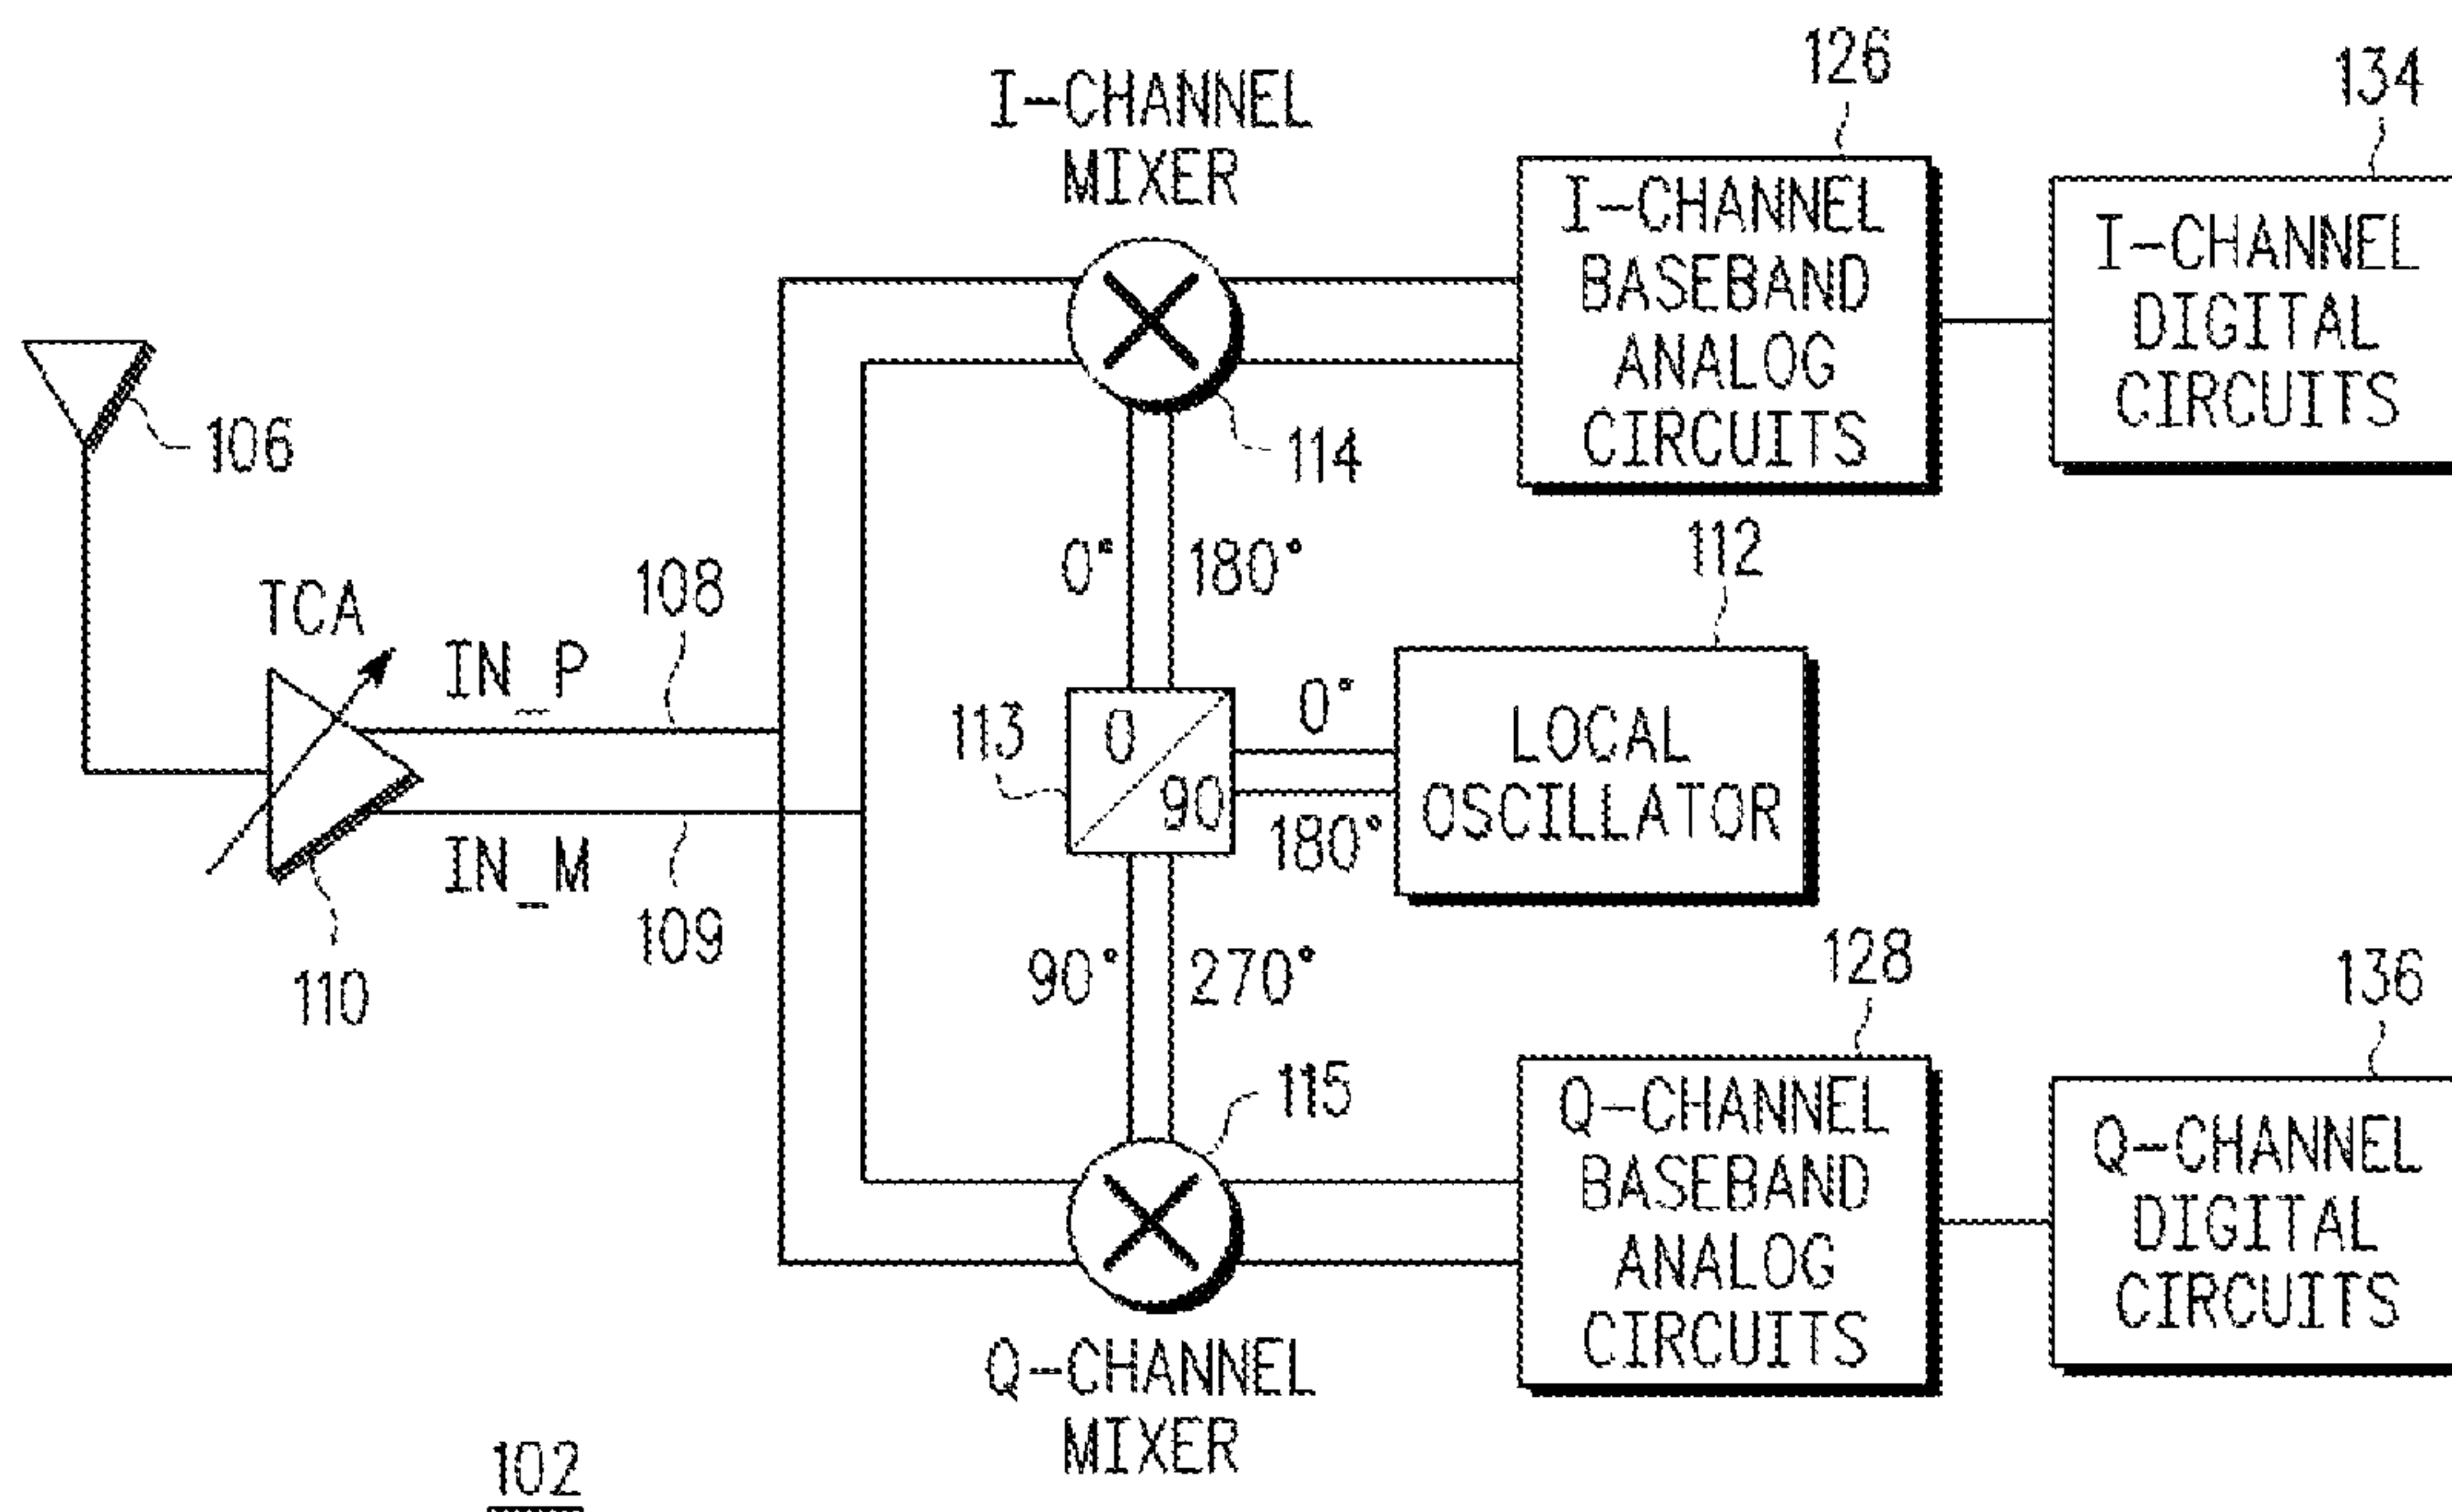 126
134
I-CHANNEL
MIXER
I-CHANNEL
BASEBAND
ANALOG
CIRCUITS
I-CHANNEL
DIGITAL
CIRCUITS
106
114
0°
180°
112
TCA
108
IN_P
113
0
90
0°
180°
LOCAL
OSCILLATOR
IN_M
109
110
90°
270°
128
136
115
Q-CHANNEL
BASEBAND
ANALOG
CIRCUITS
Q-CHANNEL
DIGITAL
CIRCUITS
Q-CHANNEL
MIXER
102